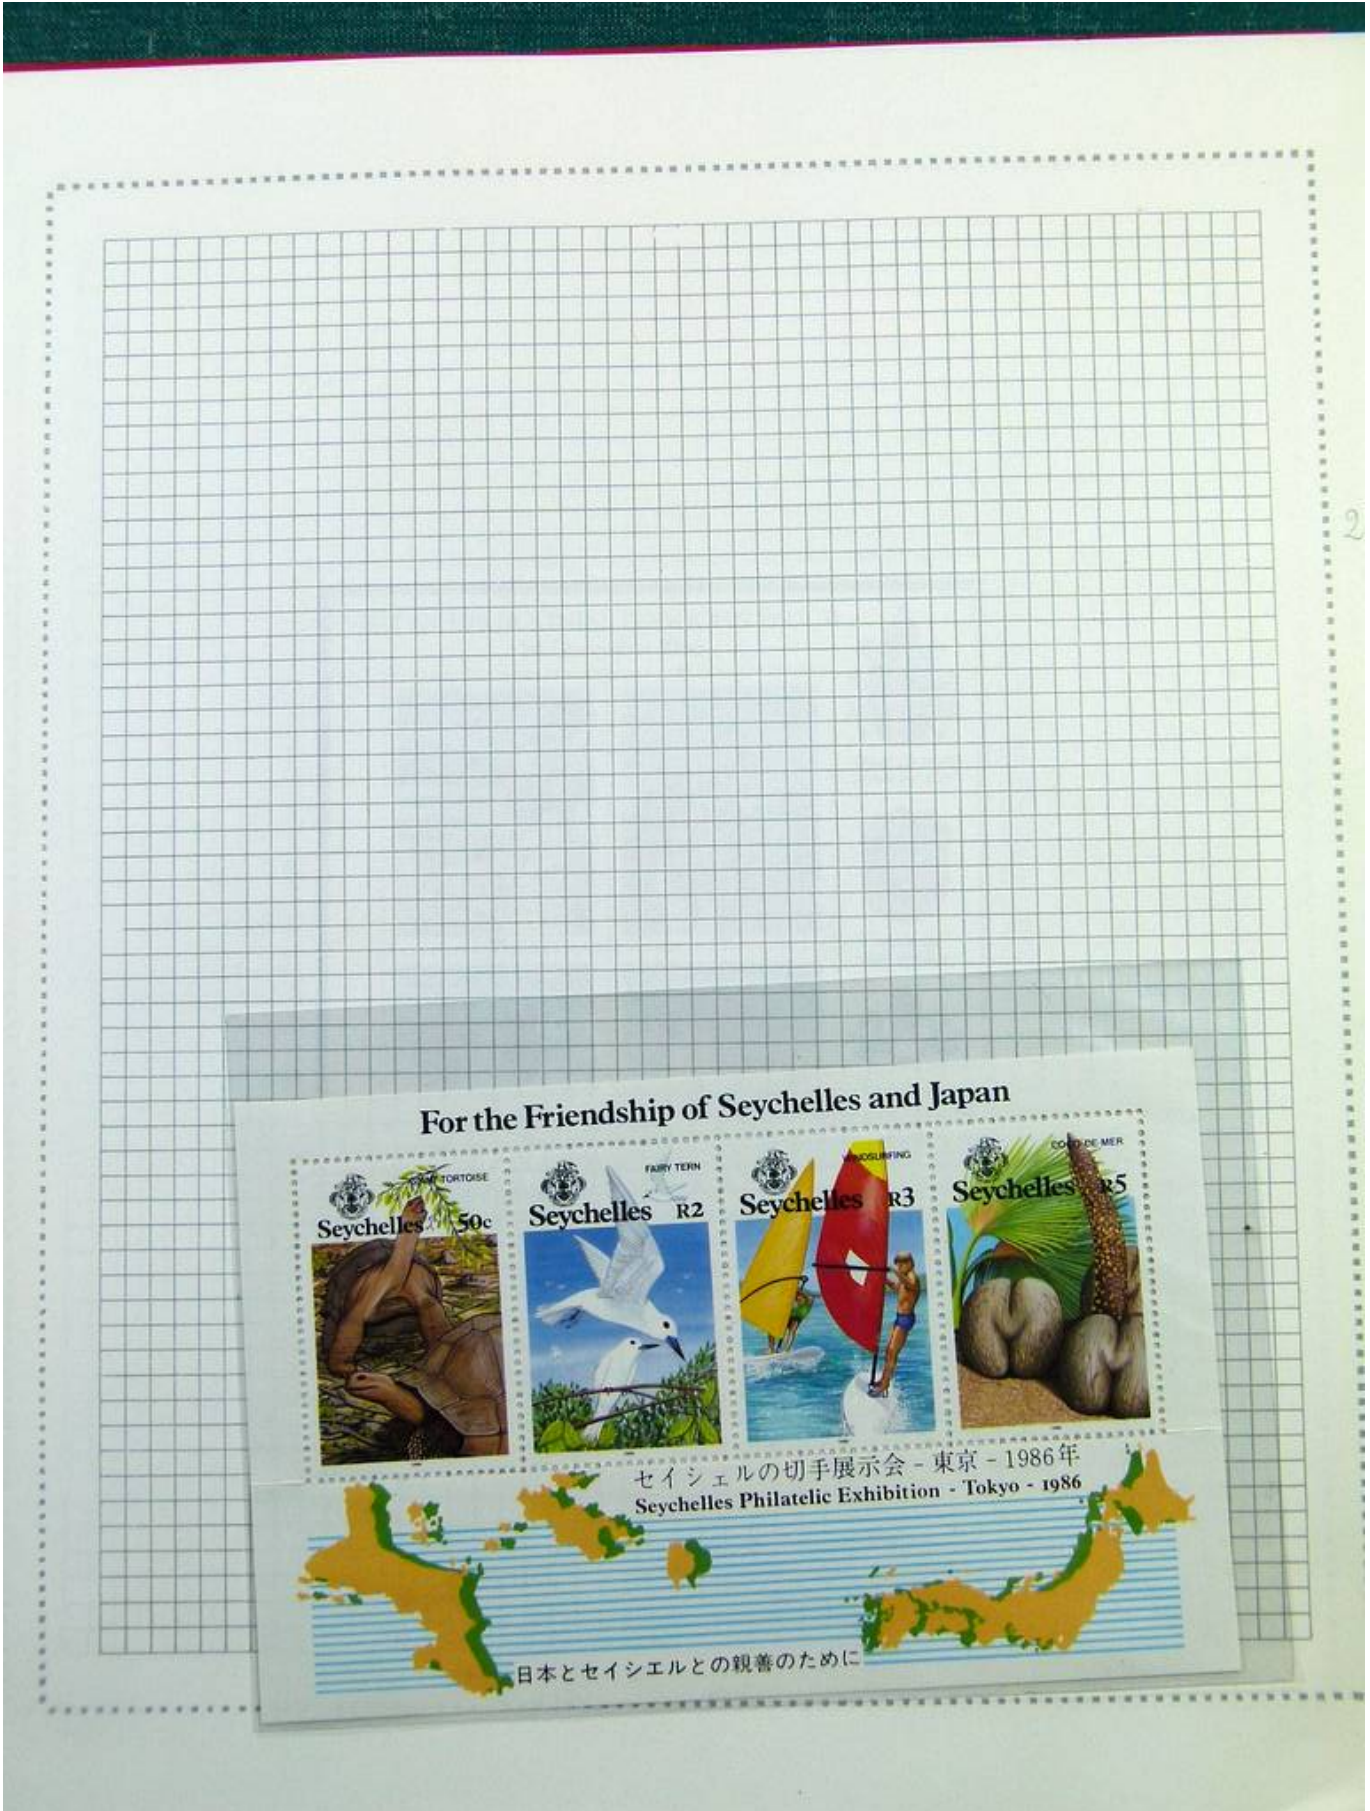 2
For the Friendship of Seychelles and Japan
TORTOISE
Seychelles 50c
FAIRY TERN
Seychelles R2
WINDSURFING
Seychelles R3
COCO-DE-MER
Seychelles R5
セイシェルの切手展示会 - 東京 - 1986年
Seychelles Philatelic Exhibition - Tokyo - 1986
日本とセイシエルとの親善のために